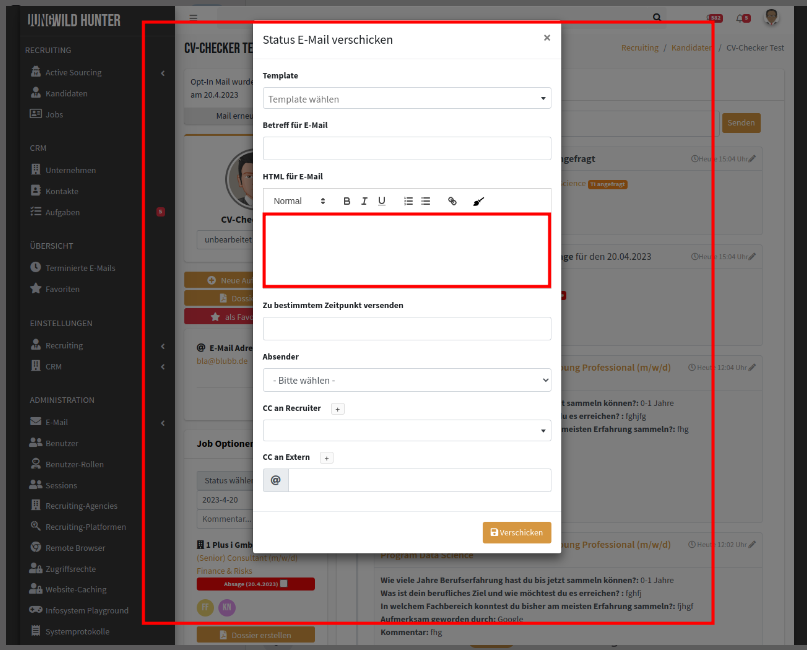 WILD HUNTER
RECRUITING
Active Sourcing
Kandidaten
Jobs
CRM
Unternehmen
Kontakte
Aufgaben
9
ÜBERSICHT
Terminierte E-Mails
Favoriten
EINSTELLUNGEN
Recruiting
CRM
ADMINISTRATION
E-Mail
Benutzer
Benutzer-Rollen
Sessions
Recruiting-Agencies
Recruiting-Platformen
Remote Browser
Zugriffsrechte
Website-Caching
Infosystem Playground
Systemprotokolle
CV-CHECKER TE
Recruiting / Kandidaten / CV-Checker Test
Opt-In Mail wurde
am 20.4.2023
Mail erneu
CV-Che
unbearbeitet
Neue Au
Dossie
als Favo
@ E-Mail Adre
bla@blubb.de
Job Optionen
Status wähle
2023-4-20
Kommentar...
1 Plus i Gmb
(Senior) Consultant (m/w/d)
Finance & Risks
Absage (20.4.2023)
FF
RR
Dossier erstellen
Status E-Mail verschicken
×
Template
Template wählen
Betreff für E-Mail
HTML für E-Mail
Normal B I U
Zu bestimmtem Zeitpunkt versenden
Absender
- Bitte wählen -
CC an Recruiter +
CC an Extern +
@
Verschicken
Senden
ngefragt
Heute 15:04 Uhr
TI angefragt
ge für den 20.04.2023
Heute 15:04 Uhr
ung Professional (m/w/d)
Heute 12:04 Uhr
t sammeln können?: 0-1 Jahre
u es erreichen? : fghjfg
meisten Erfahrung sammeln?: fhg
ung Professional (m/w/d)
Heute 12:02 Uhr
Program Data Science
Wie viele Jahre Berufserfahrung hast du bis jetzt sammeln können?: 0-1 Jahre
Was ist dein berufliches Ziel und wie möchtest du es erreichen? : fghfj
In welchem Fachbereich konntest du bisher am meisten Erfahrung sammeln?: fjhgf
Aufmerksam geworden durch: Google
Kommentar: fhg